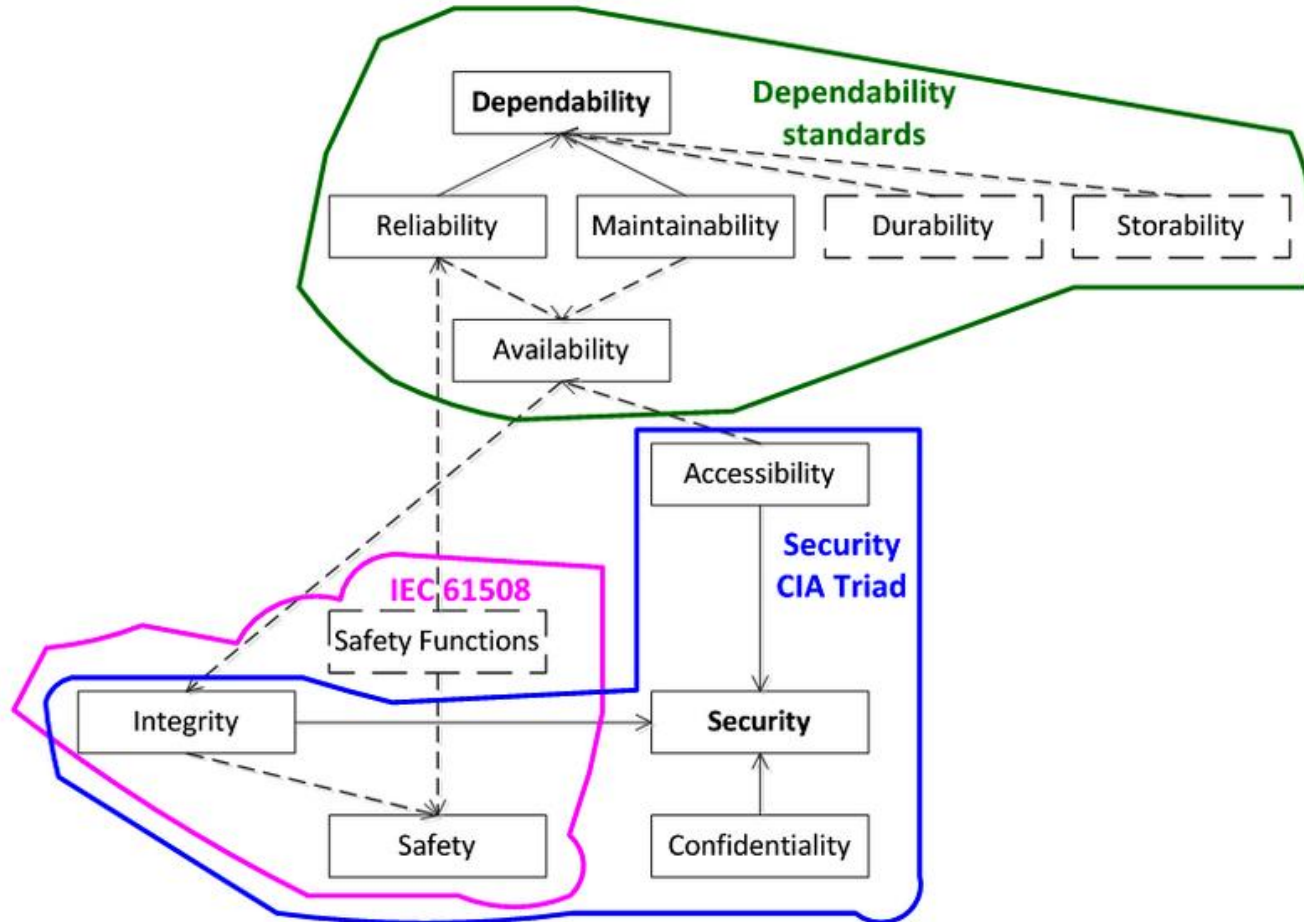 Dependability
Dependability
standards
Reliability
Maintainability
Durability
Storability
Availability
Accessibility
Security
CIA Triad
IEC 61508
Safety Functions
Integrity
Security
Safety
Confidentiality